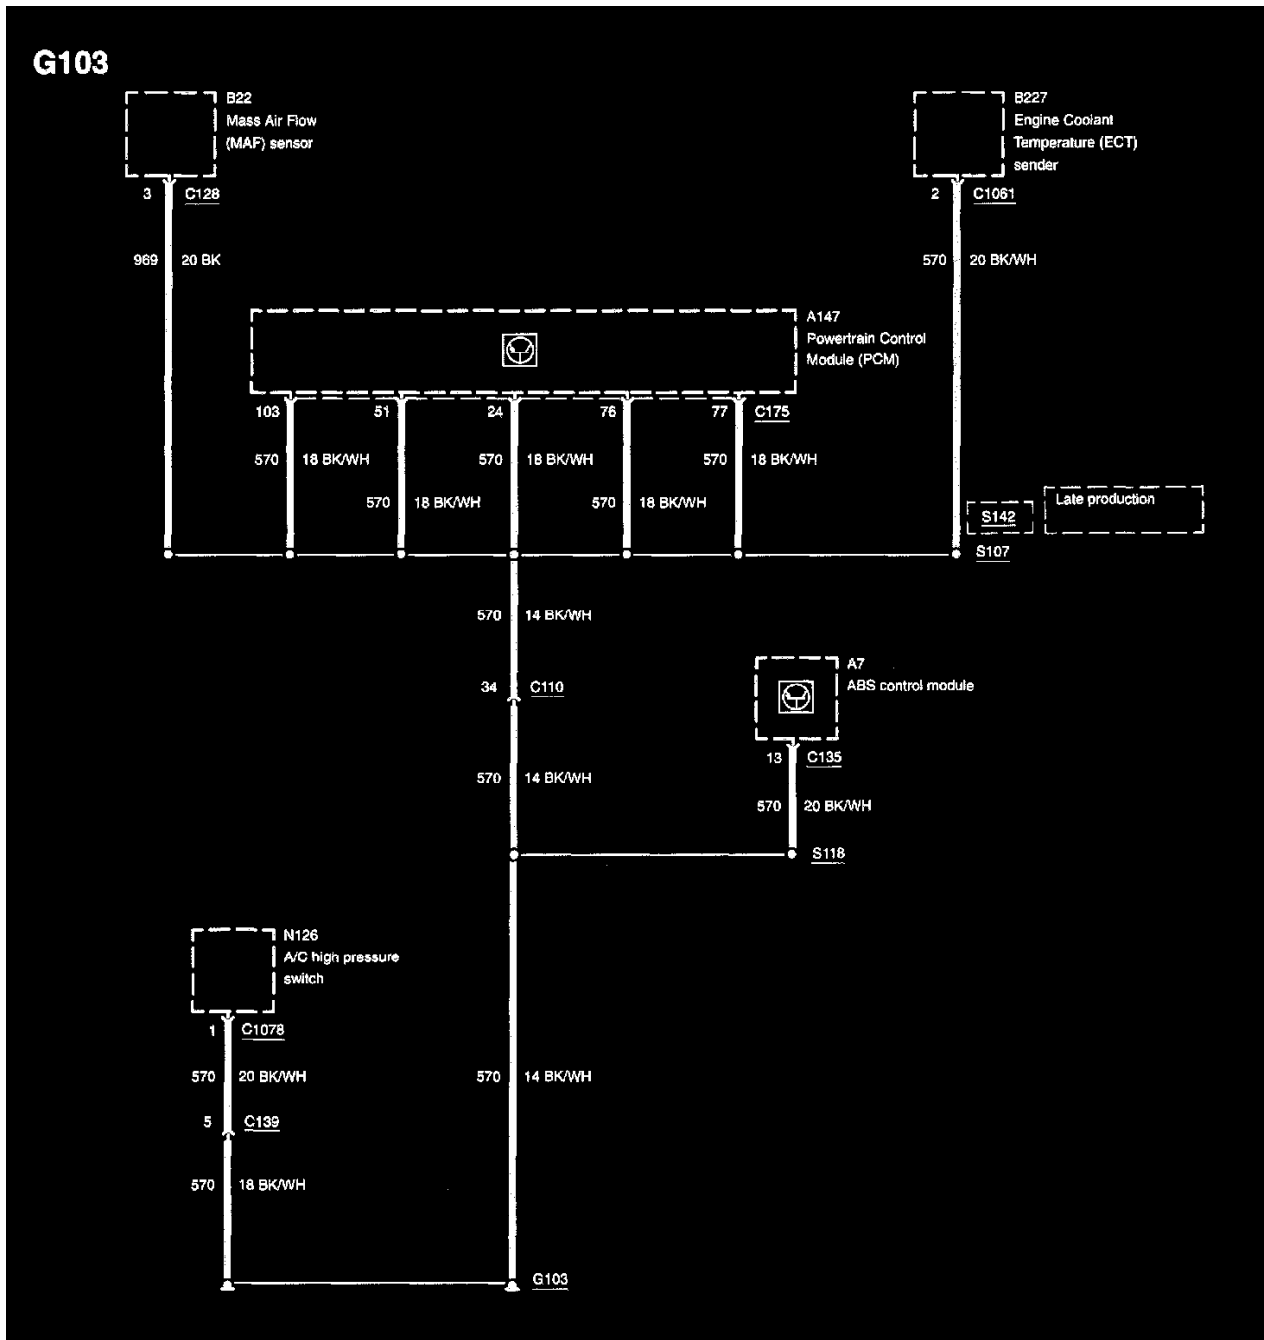 G103
B22
Mass Air Flow
(MAF) sensor
3 C128
969 20 BK
B227
Engine Coolant
Temperature (ECT)
sender
2 C1061
570 20 BK/WH
A147
Powertrain Control
Module (PCM)
103 51 24 76 77 C175
570 18 BK/WH 570 18 BK/WH 570 18 BK/WH
570 18 BK/WH 570 18 BK/WH
Late production
S142
S107
570 14 BK/WH
34 C110
A7
ABS control module
13 C135
570 14 BK/WH
570 20 BK/WH
S118
N126
A/C high pressure
switch
1 C1078
570 20 BK/WH
570 14 BK/WH
5 C139
570 18 BK/WH
G103